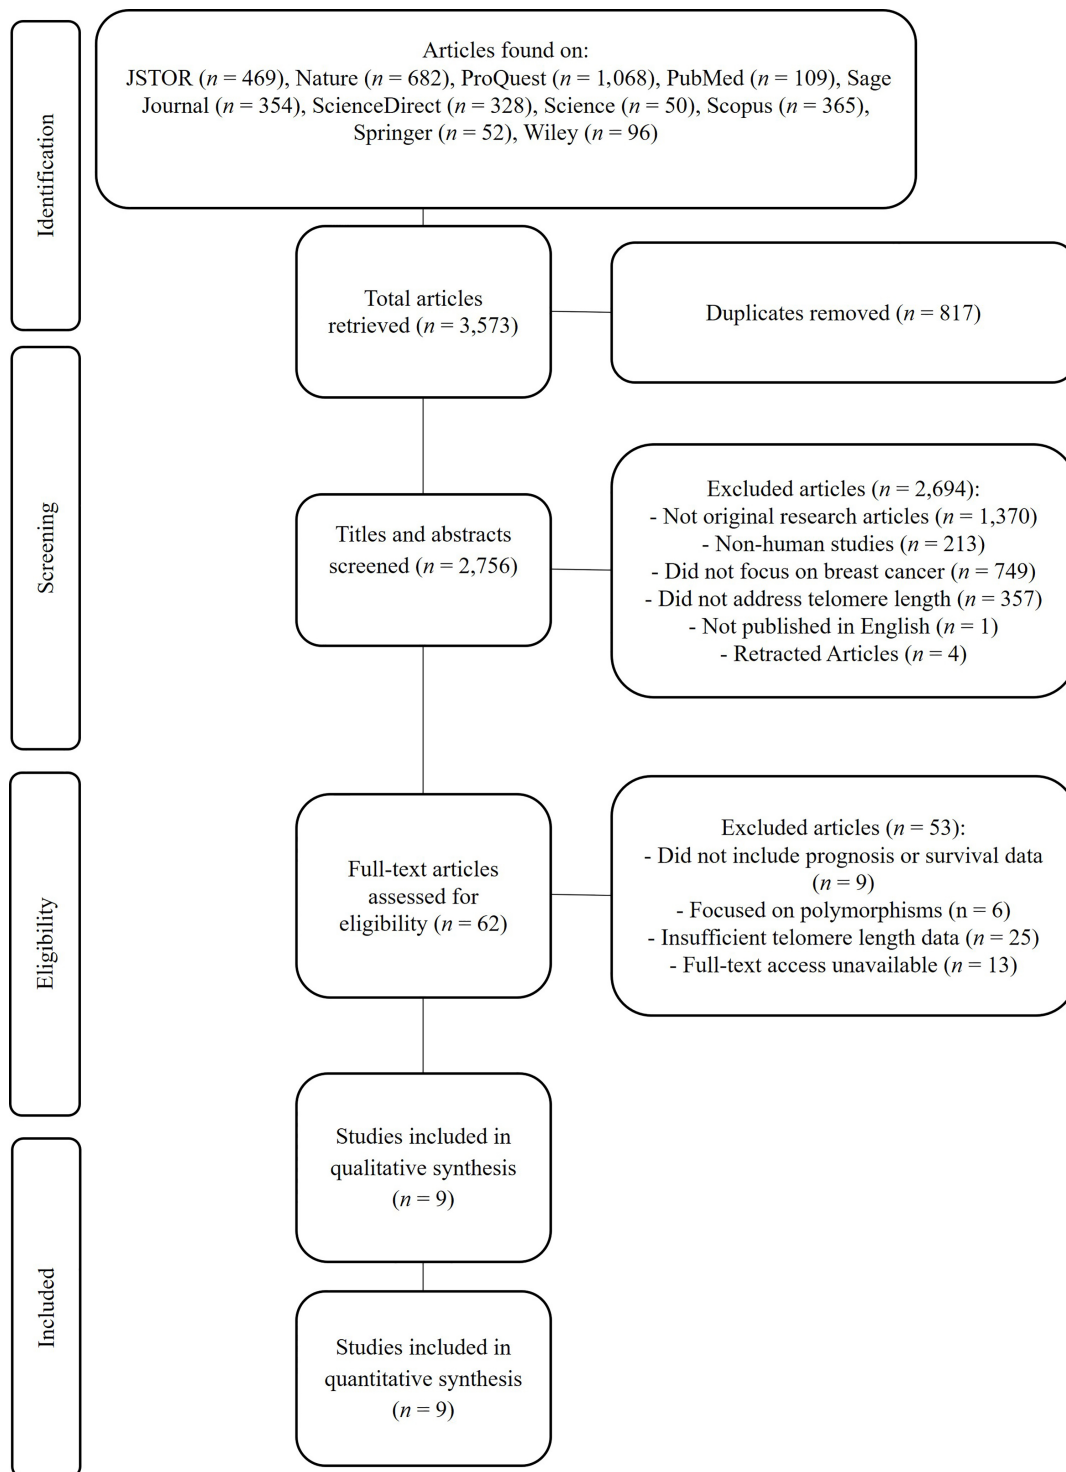 Identification
Articles found on:
JSTOR (n = 469), Nature (n = 682), ProQuest (n = 1,068), PubMed (n = 109), Sage
Journal (n = 354), ScienceDirect (n = 328), Science (n = 50), Scopus (n = 365),
Springer (n = 52), Wiley (n = 96)
Total articles
retrieved (n = 3,573)
Duplicates removed (n = 817)
Screening
Titles and abstracts
screened (n = 2,756)
Excluded articles (n = 2,694):
- Not original research articles (n = 1,370)
- Non-human studies (n = 213)
- Did not focus on breast cancer (n = 749)
- Did not address telomere length (n = 357)
- Not published in English (n = 1)
- Retracted Articles (n = 4)
Eligibility
Full-text articles
assessed for
eligibility (n = 62)
Excluded articles (n = 53):
- Did not include prognosis or survival data
(n = 9)
- Focused on polymorphisms (n = 6)
- Insufficient telomere length data (n = 25)
- Full-text access unavailable (n = 13)
Included
Studies included in
qualitative synthesis
(n = 9)
Studies included in
quantitative synthesis
(n = 9)